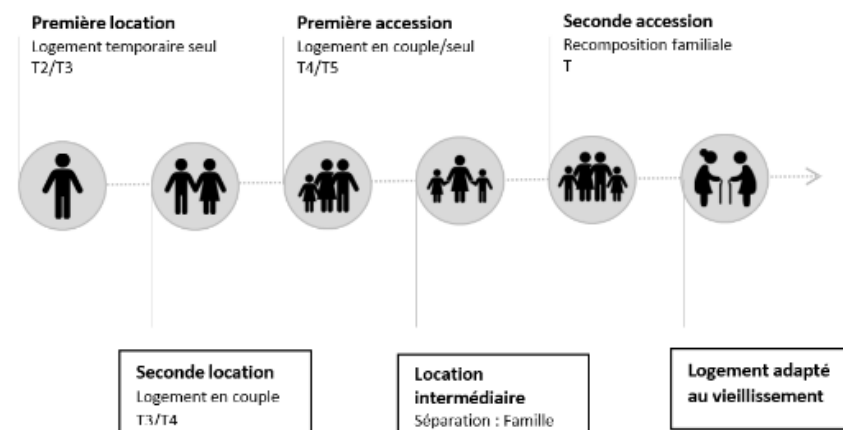 Première location
Logement temporaire seul
T2/T3
Première accession
Logement en couple/seul
T4/T5
Seconde accession
Recomposition familiale
T
Seconde location
Logement en couple
T3/T4
Location
intermédiaire
Séparation : Famille
Logement adapté
au vieillissement